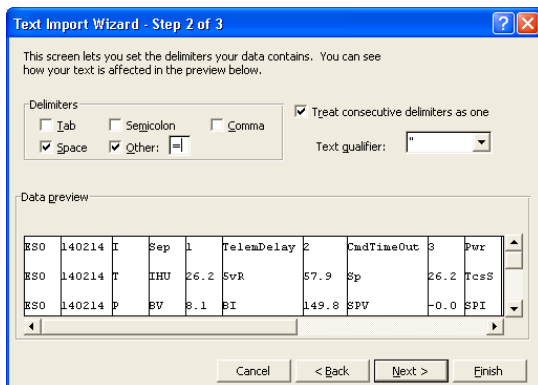 Text Import Wizard - Step 2 of 3
This screen lets you set the delimiters your data contains. You can see
how your text is affected in the preview below.
Delimiters
Tab Semicolon Comma
Space Other: =
Treat consecutive delimiters as one
Text qualifier: "
Data preview
ESO 140214 I Sep 1 TelemDelay 2 CmdTimeOut 3 Pwr
ESO 140214 T IHU 26.2 5vR 57.9 Sp 26.2 TcsS
ESO 140214 P BV 8.1 BI 149.8 SPV -0.0 SPI
Cancel < Back Next > Finish